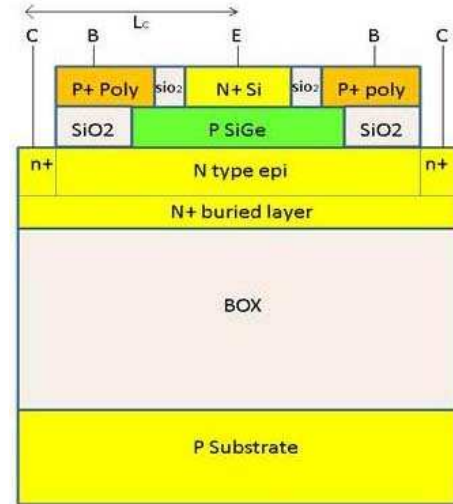 Lc
C B E B C
P+ Poly sio2 N+ Si sio2 P+ poly
SiO2 P SiGe SiO2
n+ N type epi n+
N+ buried layer
BOX
P Substrate